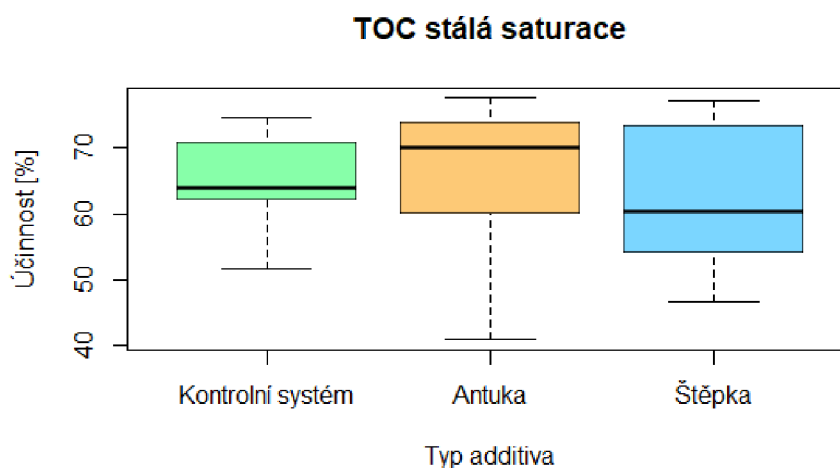 TOC stálá saturace
Účinnost [%]
70
60
50
40
Kontrolní systém Antuka Štěpka
Typ additiva